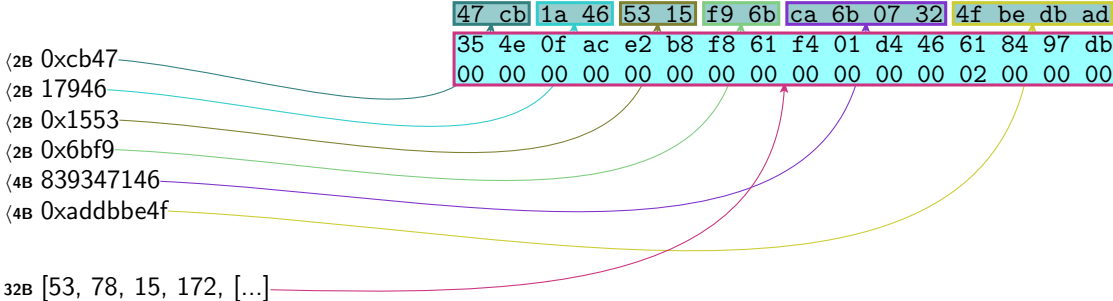 47 cb 1a 46 53 15 f9 6b ca 6b 07 32 4f be db ad
35 4e 0f ac e2 b8 f8 61 f4 01 d4 46 61 84 97 db
00 00 00 00 00 00 00 00 00 00 00 00 02 00 00 00
⟨2B 0xcb47
⟨2B 17946
⟨2B 0x1553
⟨2B 0x6bf9
⟨4B 839347146
⟨4B 0xaddbbe4f
32B [53, 78, 15, 172, [...]